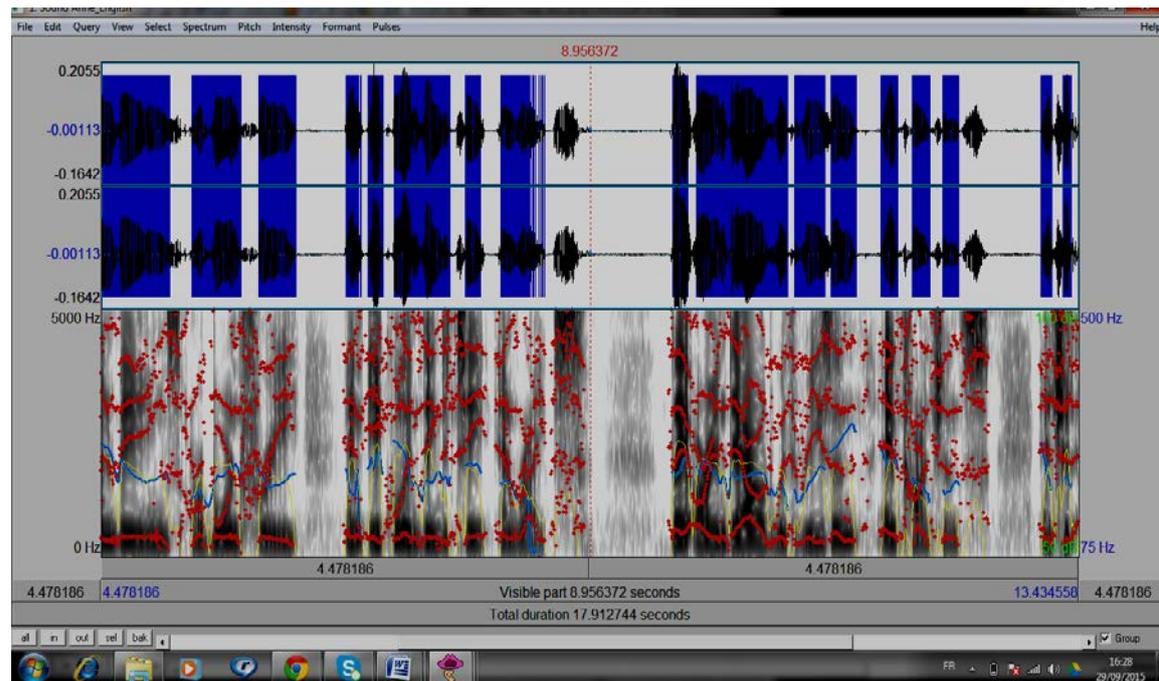 1. Sound Anne_English
File Edit Query View Select Spectrum Pitch Intensity Formant Pulses Help
8.956372
0.2055
-0.00113
-0.1642
0.2055
-0.00113
-0.1642
5000 Hz 500 Hz
0 Hz 75 Hz
4.478186 4.478186
4.478186 4.478186 Visible part 8.956372 seconds 13.434558 4.478186
Total duration 17.912744 seconds
all in out sel bak Group
FR 16:28
29/09/2015